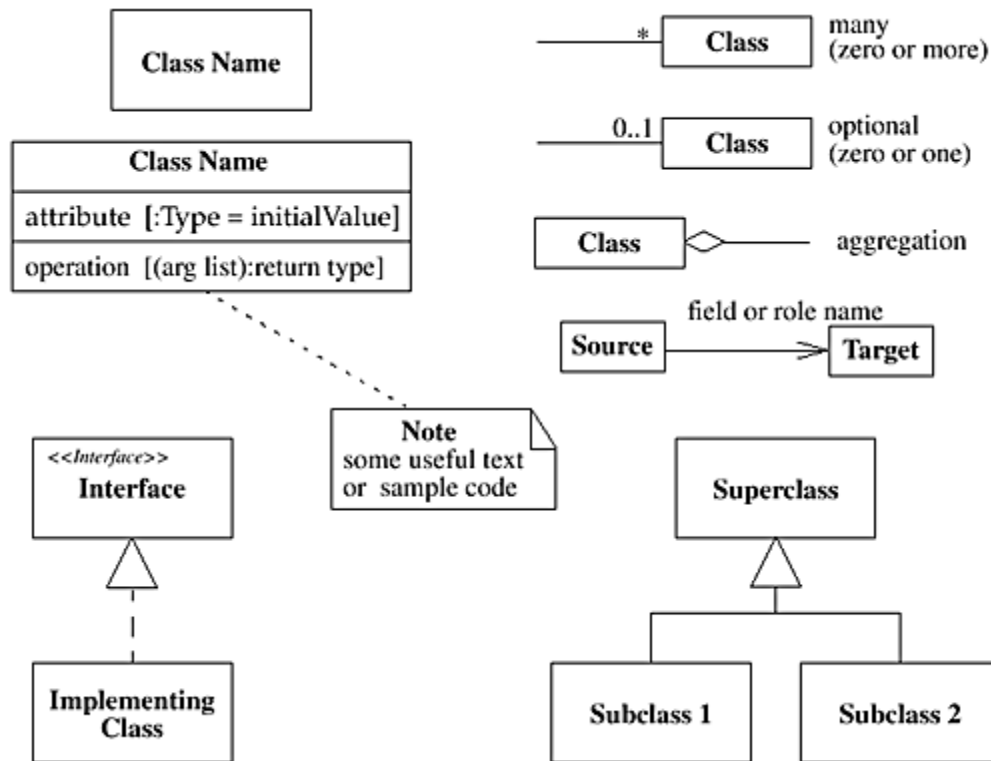 Class Name
Class Name
attribute [:Type = initialValue]
operation [(arg list):return type]
Note
some useful text
or sample code
<<Interface>>
Interface
Implementing
Class
*
Class
many
(zero or more)
0..1
Class
optional
(zero or one)
Class
aggregation
field or role name
Source
Target
Superclass
Subclass 1
Subclass 2